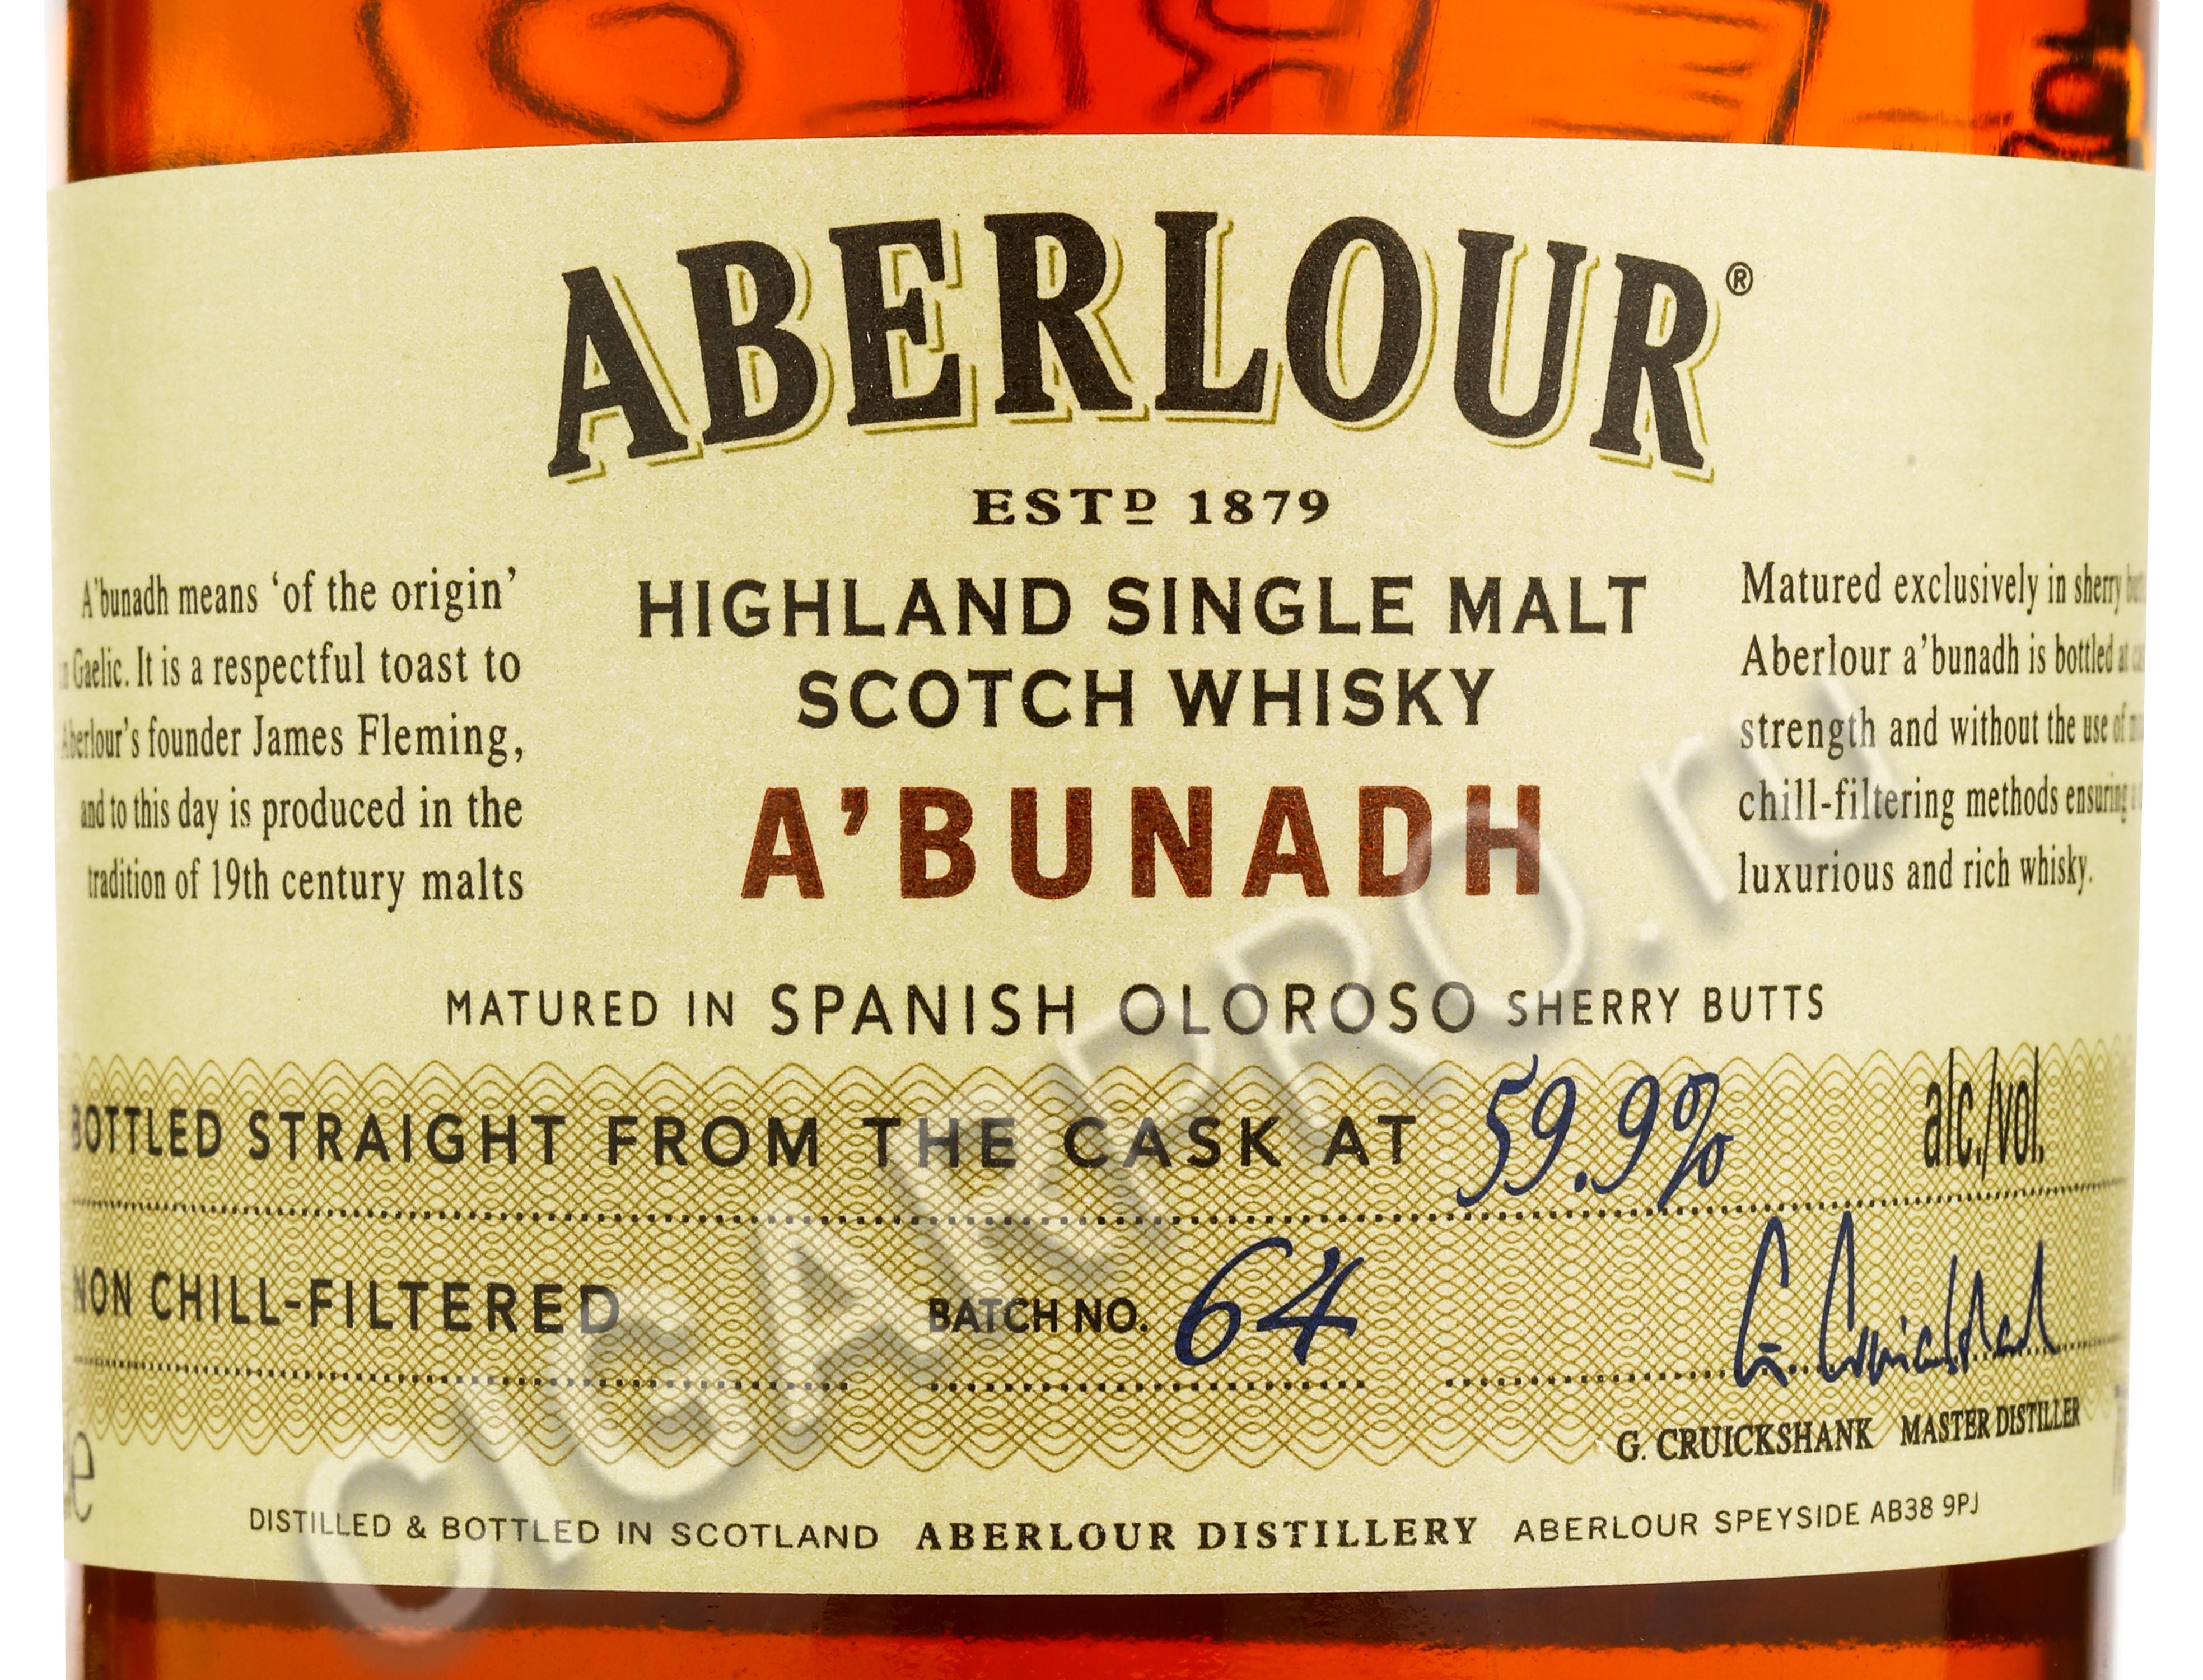 ABERLOUR®
ESTD 1879
HIGHLAND SINGLE MALT
SCOTCH WHISKY
A'BUNADH
A'bunadh means ‘of the origin’
Gaelic. It is a respectful toast to
Aberlour's founder James Fleming,
and to this day is produced in the
tradition of 19th century malts
Matured exclusively in sherry
Aberlour a'bunadh is bottled at
strength and without the use of
chill-filtering methods ensuring
luxurious and rich whisky.
MATURED IN SPANISH OLOROSO SHERRY BUTTS
BOTTLED STRAIGHT FROM THE CASK AT 59.9% alc./vol.
NON CHILL-FILTERED BATCH NO. 64 G. Cruickshank
G. CRUICKSHANK MASTER DISTILLER
DISTILLED & BOTTLED IN SCOTLAND ABERLOUR DISTILLERY ABERLOUR SPEYSIDE AB38 9PJ
CIGARPRO.ru